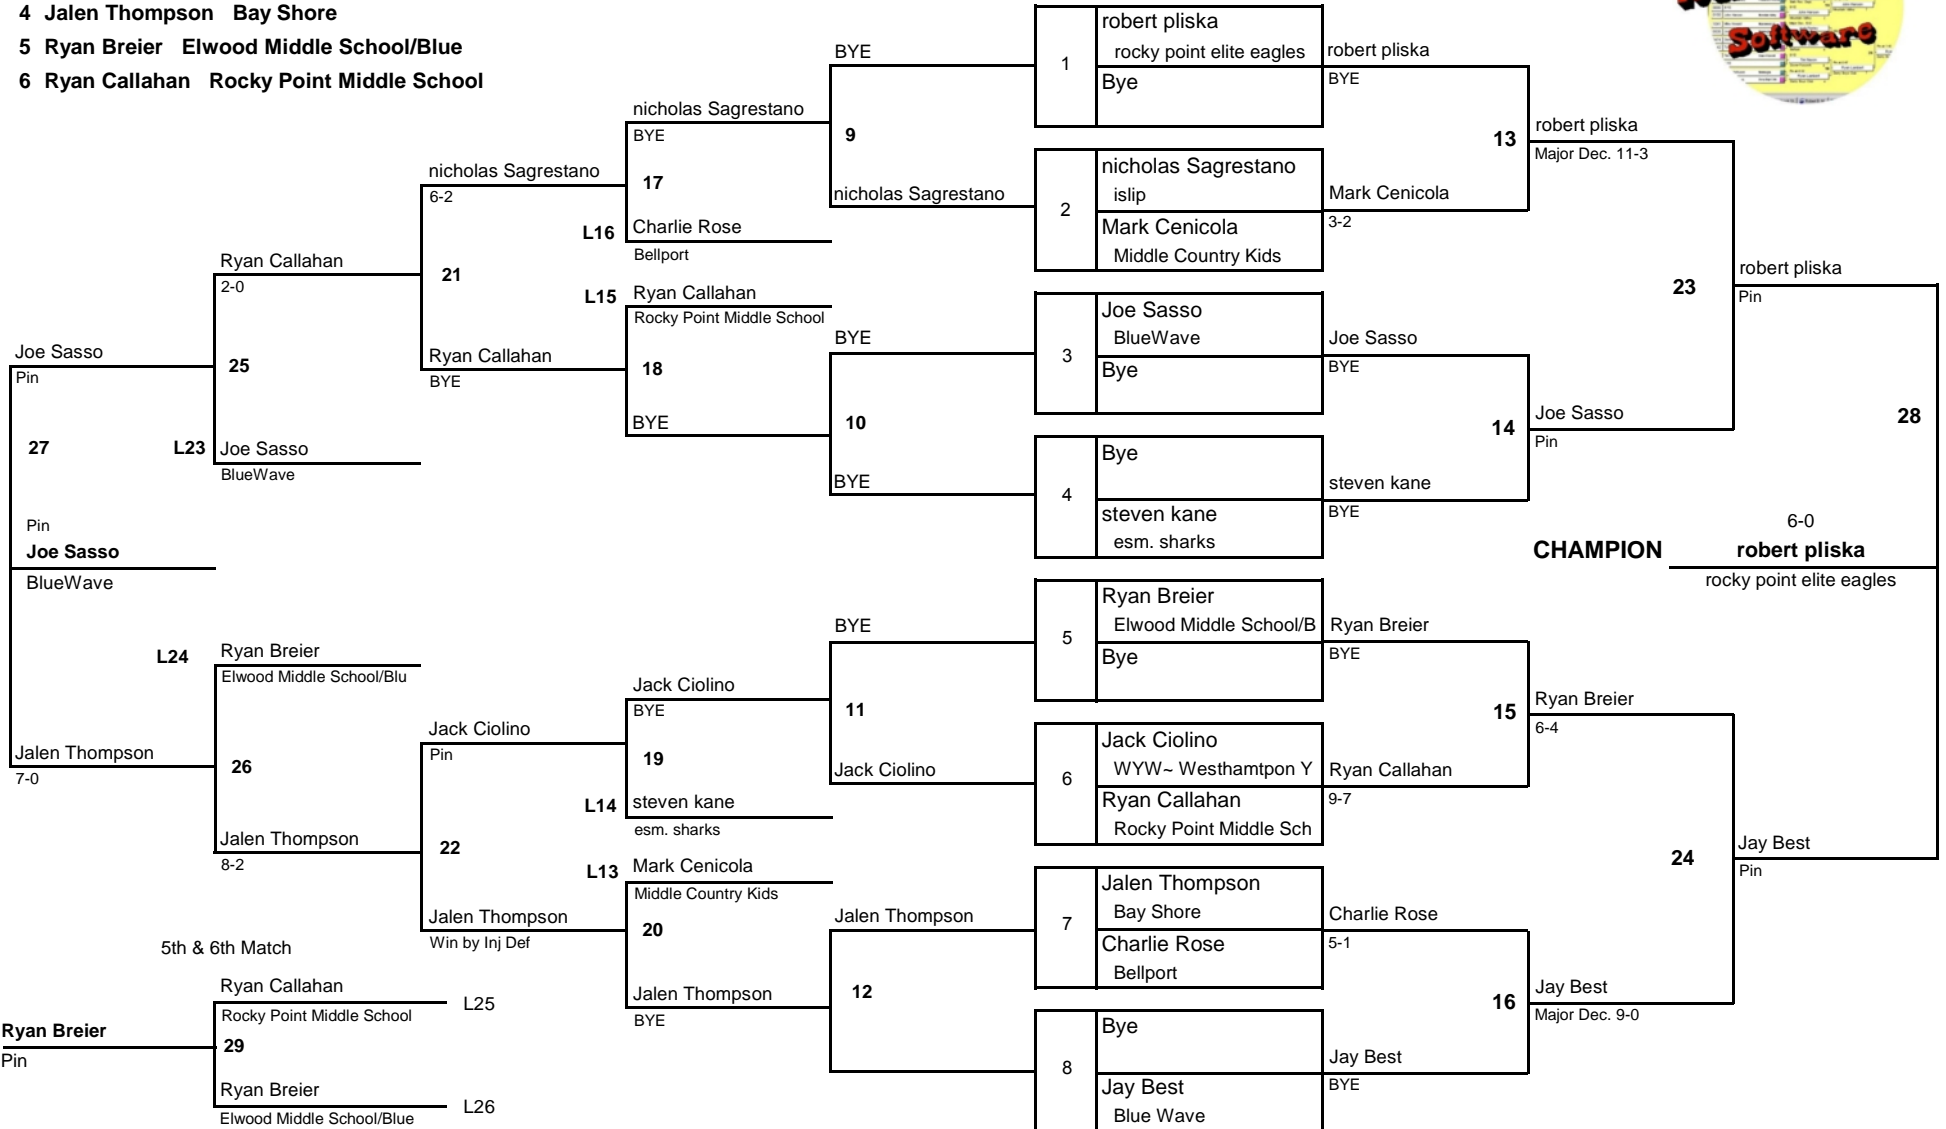 4 Jalen Thompson Bay Shore
5 Ryan Breier Elwood Middle School/Blue
6 Ryan Callahan Rocky Point Middle School
Software
Joe Sasso
Pin
27
Pin
Joe Sasso
BlueWave
Jalen Thompson
7-0
5th & 6th Match
Ryan Breier
Pin
Ryan Callahan
2-0
25
L23 Joe Sasso
BlueWave
L24 Ryan Breier
Elwood Middle School/Blu
26
Jalen Thompson
8-2
Ryan Callahan
Rocky Point Middle School
L25
29
Ryan Breier
Elwood Middle School/Blue
L26
nicholas Sagrestano
6-2
21
Ryan Callahan
BYE
Jack Ciolino
Pin
22
Jalen Thompson
Win by Inj Def
nicholas Sagrestano
BYE
17
L16 Charlie Rose
Bellport
L15 Ryan Callahan
Rocky Point Middle School
18
BYE
Jack Ciolino
BYE
19
L14 steven kane
esm. sharks
L13 Mark Cenicola
Middle Country Kids
20
Jalen Thompson
BYE
BYE
9
nicholas Sagrestano
BYE
10
BYE
BYE
11
Jack Ciolino
Jalen Thompson
12
1
robert pliska
rocky point elite eagles
Bye
2
nicholas Sagrestano
islip
Mark Cenicola
Middle Country Kids
3
Joe Sasso
BlueWave
Bye
4
Bye
steven kane
esm. sharks
5
Ryan Breier
Elwood Middle School/B
Bye
6
Jack Ciolino
WYW~ Westhamtpon Y
Ryan Callahan
Rocky Point Middle Sch
7
Jalen Thompson
Bay Shore
Charlie Rose
Bellport
8
Bye
Jay Best
Blue Wave
robert pliska
BYE
13
Mark Cenicola
3-2
Joe Sasso
BYE
14
steven kane
BYE
Ryan Breier
BYE
15
Ryan Callahan
9-7
Charlie Rose
5-1
16
Jay Best
BYE
robert pliska
Major Dec. 11-3
23
Joe Sasso
Pin
Ryan Breier
6-4
24
Jay Best
Major Dec. 9-0
robert pliska
Pin
28
6-0
CHAMPION robert pliska
rocky point elite eagles
Jay Best
Pin